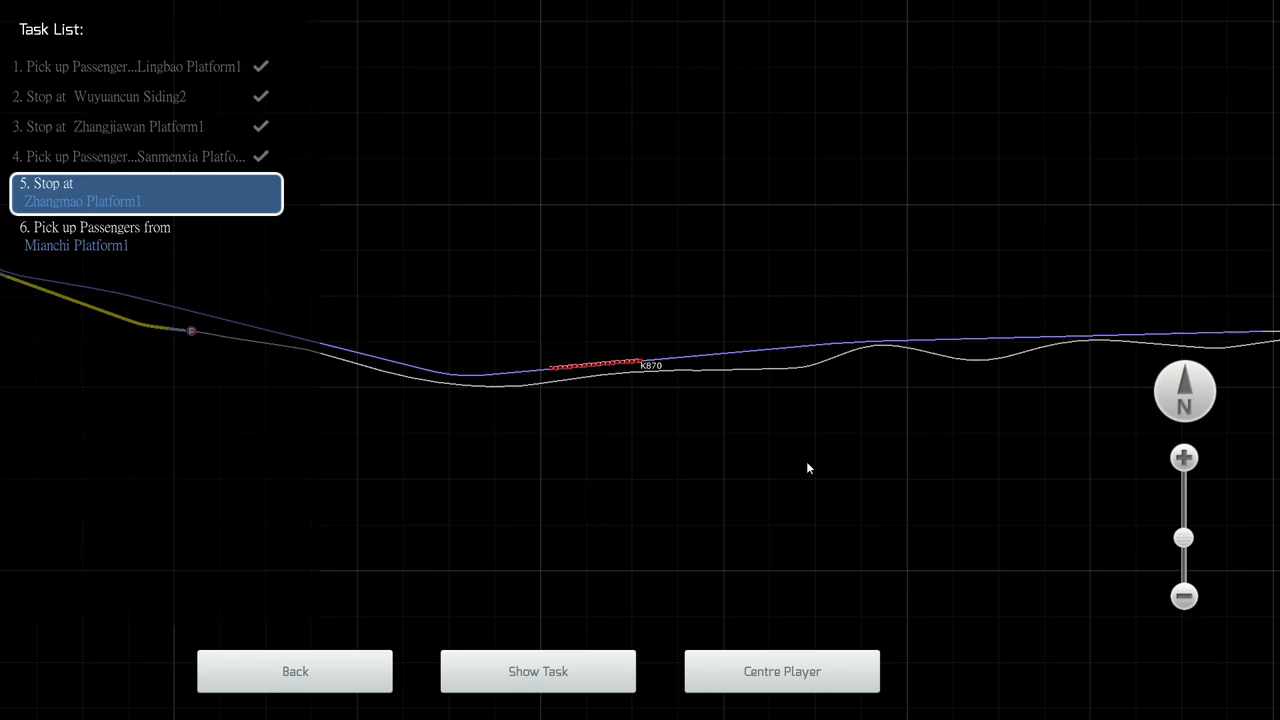 Task List:
1. Pick up Passenger...Lingbao Platform1
2. Stop at  Wuyuancun Siding2
3. Stop at  Zhangjiawan Platform1
4. Pick up Passenger...Sanmenxia Platfo...
5. Stop at
Zhangmao Platform1
6. Pick up Passengers from
Mianchi Platform1
P
K870
N
Back
Show Task
Centre Player